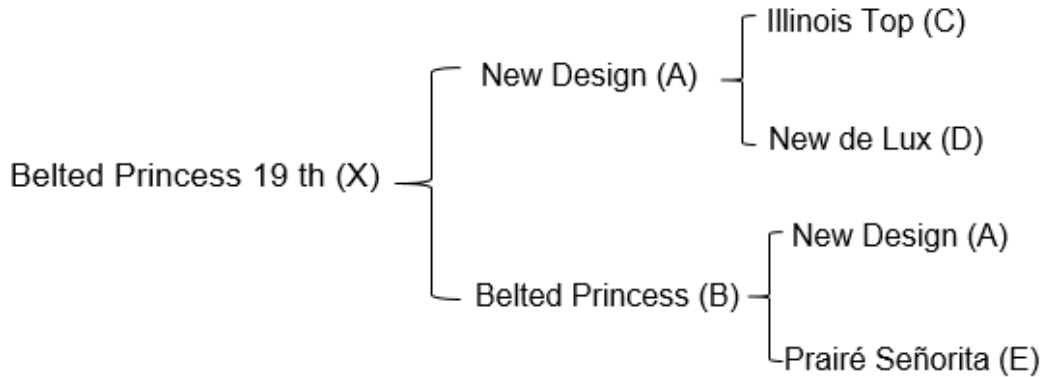 Illinois Top (C)
New Design (A)
New de Lux (D)
Belted Princess 19 th (X)
New Design (A)
Belted Princess (B)
Prairé Señorita (E)